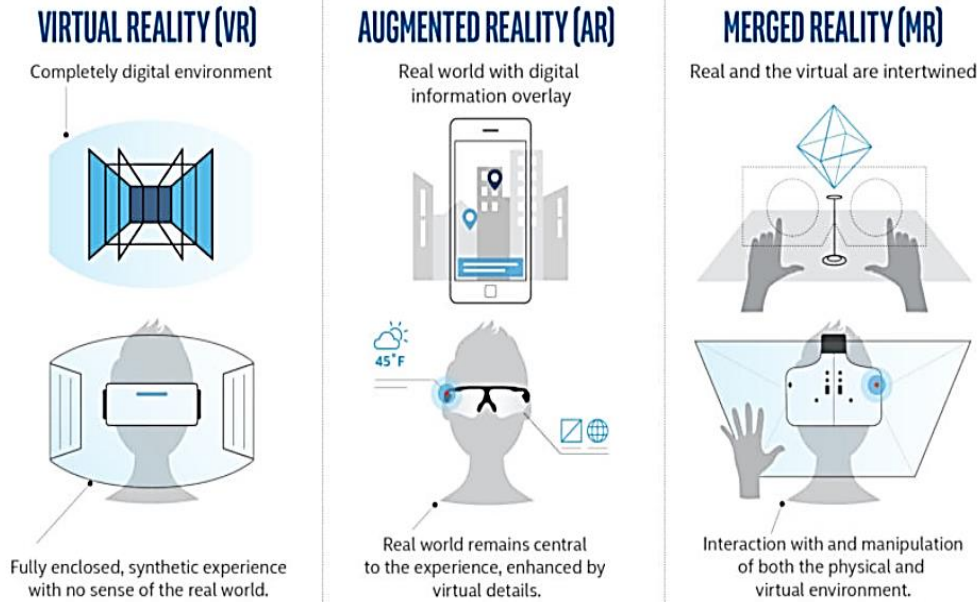 VIRTUAL REALITY (VR)
Completely digital environment
Fully enclosed, synthetic experience
with no sense of the real world.
AUGMENTED REALITY (AR)
Real world with digital
information overlay
45°F
Real world remains central
to the experience, enhanced by
virtual details.
MERGED REALITY (MR)
Real and the virtual are intertwined
Interaction with and manipulation
of both the physical and
virtual environment.